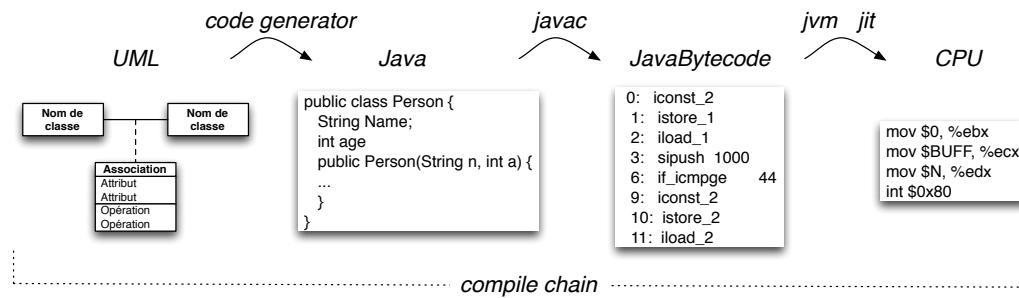 code generator
javac
jvm jit
UML
Java
JavaBytecode
CPU
Nom de
classe
Nom de
classe
Association
Attribut
Attribut
Opération
Opération
public class Person {
String Name;
int age
public Person(String n, int a) {
...
}
}
0: iconst_2
1: istore_1
2: iload_1
3: sipush 1000
6: if_icmpge 44
9: iconst_2
10: istore_2
11: iload_2
mov $0, %ebx
mov $BUFF, %ecx
mov $N, %edx
int $0x80
compile chain